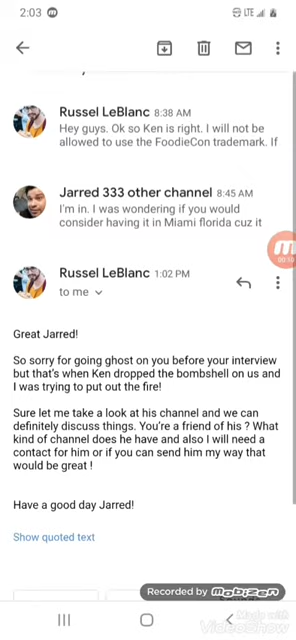 2:03
LTE
Russel LeBlanc 8:38 AM
Hey guys. Ok so Ken is right. I will not be
allowed to use the FoodieCon trademark. If
Jarred 333 other channel 8:45 AM
I'm in. I was wondering if you would
consider having it in Miami florida cuz it
Russel LeBlanc 1:02 PM
to me
Great Jarred!
So sorry for going ghost on you before your interview
but that's when Ken dropped the bombshell on us and
I was trying to put out the fire!
Sure let me take a look at his channel and we can
definitely discuss things. You're a friend of his ? What
kind of channel does he have and also I will need a
contact for him or if you can send him my way that
would be great !
Have a good day Jarred!
Show quoted text
Recorded by Mobizen
Made with
VideoShow